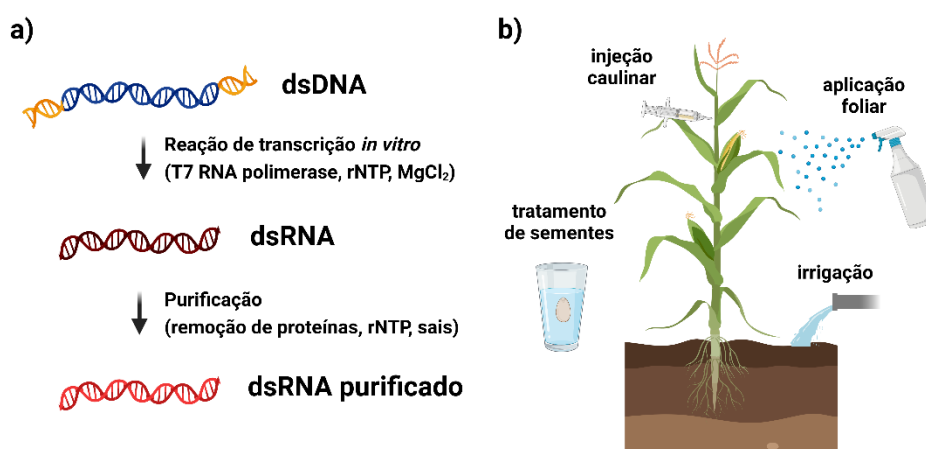 a)
dsDNA
Reação de transcrição in vitro
(T7 RNA polimerase, rNTP, MgCl₂)
dsRNA
Purificação
(remoção de proteínas, rNTP, sais)
dsRNA purificado
b)
injeção
caulinar
aplicação
foliar
tratamento
de sementes
irrigação